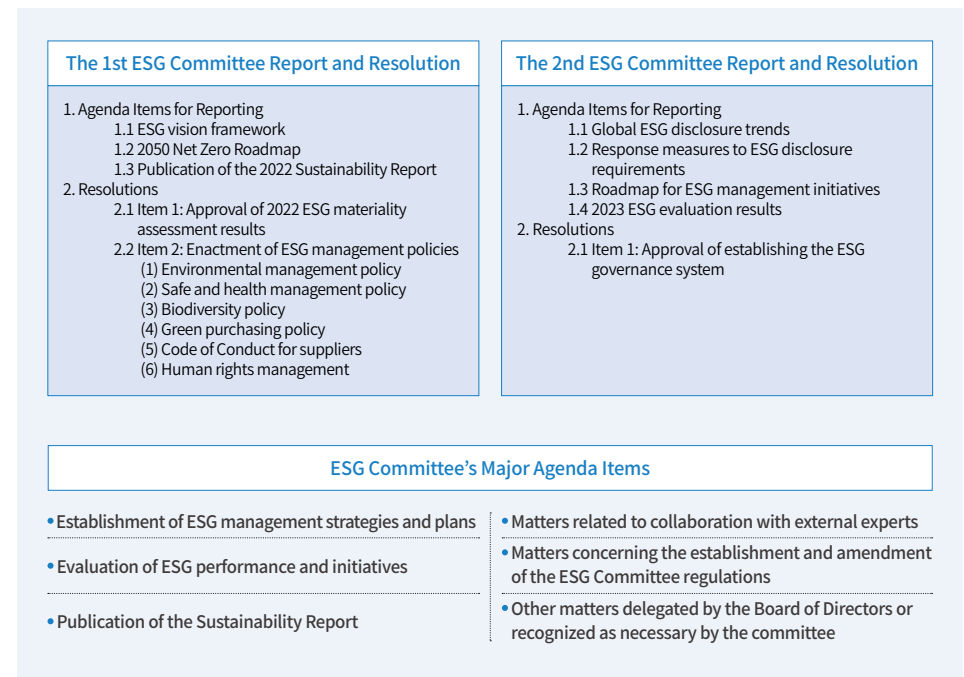 The 1st ESG Committee Report and Resolution
1. Agenda Items for Reporting
1.1 ESG vision framework
1.2 2050 Net Zero Roadmap
1.3 Publication of the 2022 Sustainability Report
2. Resolutions
2.1 Item 1: Approval of 2022 ESG materiality
assessment results
2.2 Item 2: Enactment of ESG management policies
(1) Environmental management policy
(2) Safe and health management policy
(3) Biodiversity policy
(4) Green purchasing policy
(5) Code of Conduct for suppliers
(6) Human rights management
The 2nd ESG Committee Report and Resolution
1. Agenda Items for Reporting
1.1 Global ESG disclosure trends
1.2 Response measures to ESG disclosure
requirements
1.3 Roadmap for ESG management initiatives
1.4 2023 ESG evaluation results
2. Resolutions
2.1 Item 1: Approval of establishing the ESG
governance system
ESG Committee's Major Agenda Items
• Establishment of ESG management strategies and plans
• Evaluation of ESG performance and initiatives
• Publication of the Sustainability Report
• Matters related to collaboration with external experts
• Matters concerning the establishment and amendment
of the ESG Committee regulations
• Other matters delegated by the Board of Directors or
recognized as necessary by the committee